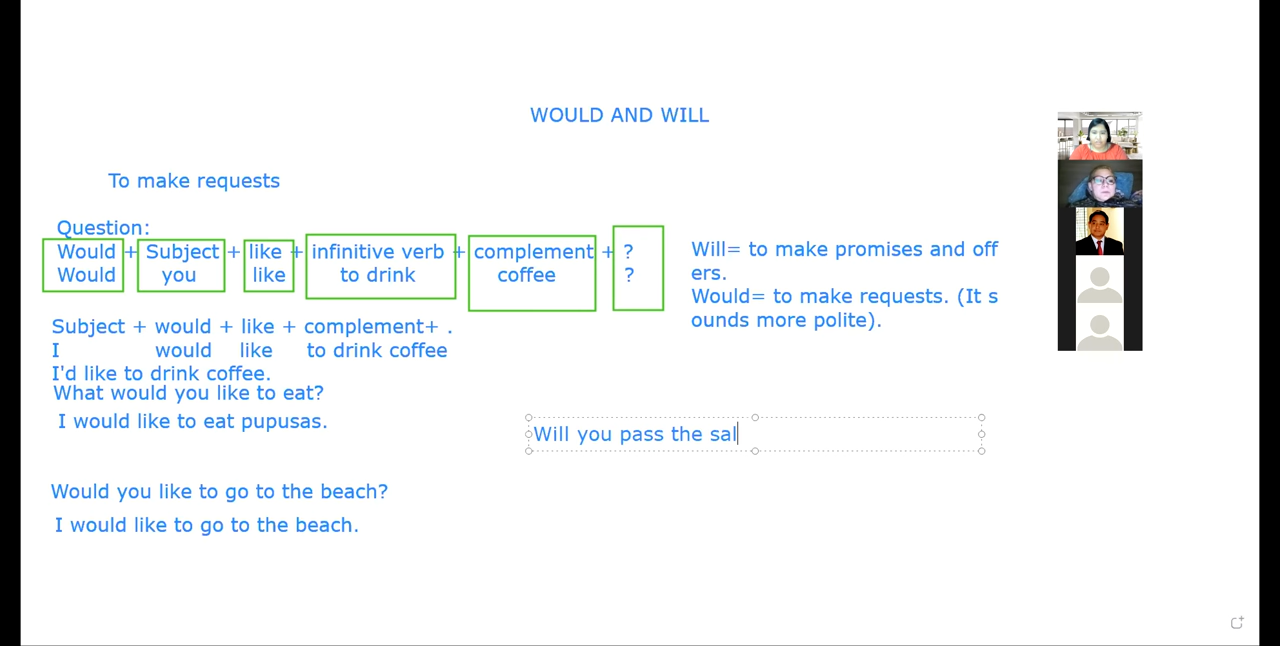 WOULD AND WILL
To make requests
Question:
Would + Subject + like + infinitive verb + complement + ?
Would you like to drink coffee ?
Subject + would + like + complement+ .
I would like to drink coffee
I'd like to drink coffee.
What would you like to eat?
I would like to eat pupusas.
Would you like to go to the beach?
I would like to go to the beach.
Will= to make promises and off
ers.
Would= to make requests. (It s
ounds more polite).
Will you pass the sal